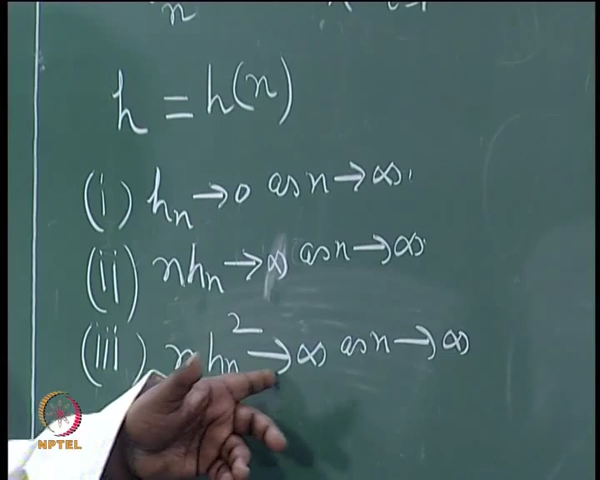 n
h = h(n)
(i) hₙ → 0 as n → ∞.
(ii) nhₙ → ∞ as n → ∞.
(iii) nhₙ² → ∞ as n → ∞
NPTEL